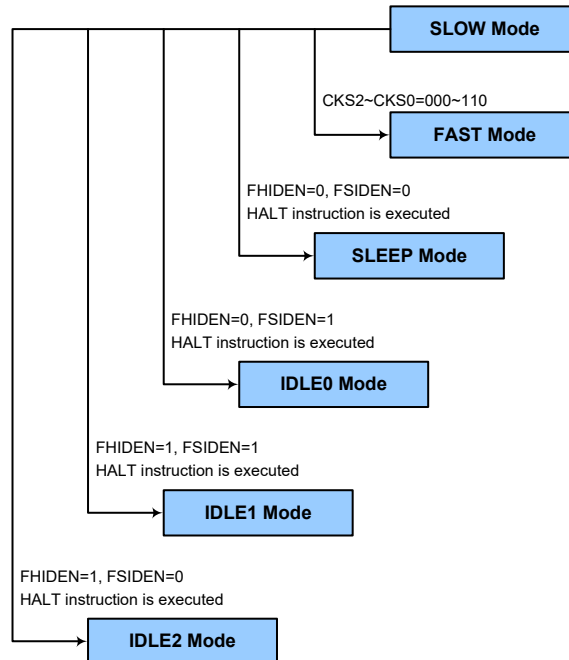 SLOW Mode
CKS2~CKS0=000~110
FAST Mode
FHIDEN=0, FSIDEN=0
HALT instruction is executed
SLEEP Mode
FHIDEN=0, FSIDEN=1
HALT instruction is executed
IDLE0 Mode
FHIDEN=1, FSIDEN=1
HALT instruction is executed
IDLE1 Mode
FHIDEN=1, FSIDEN=0
HALT instruction is executed
IDLE2 Mode